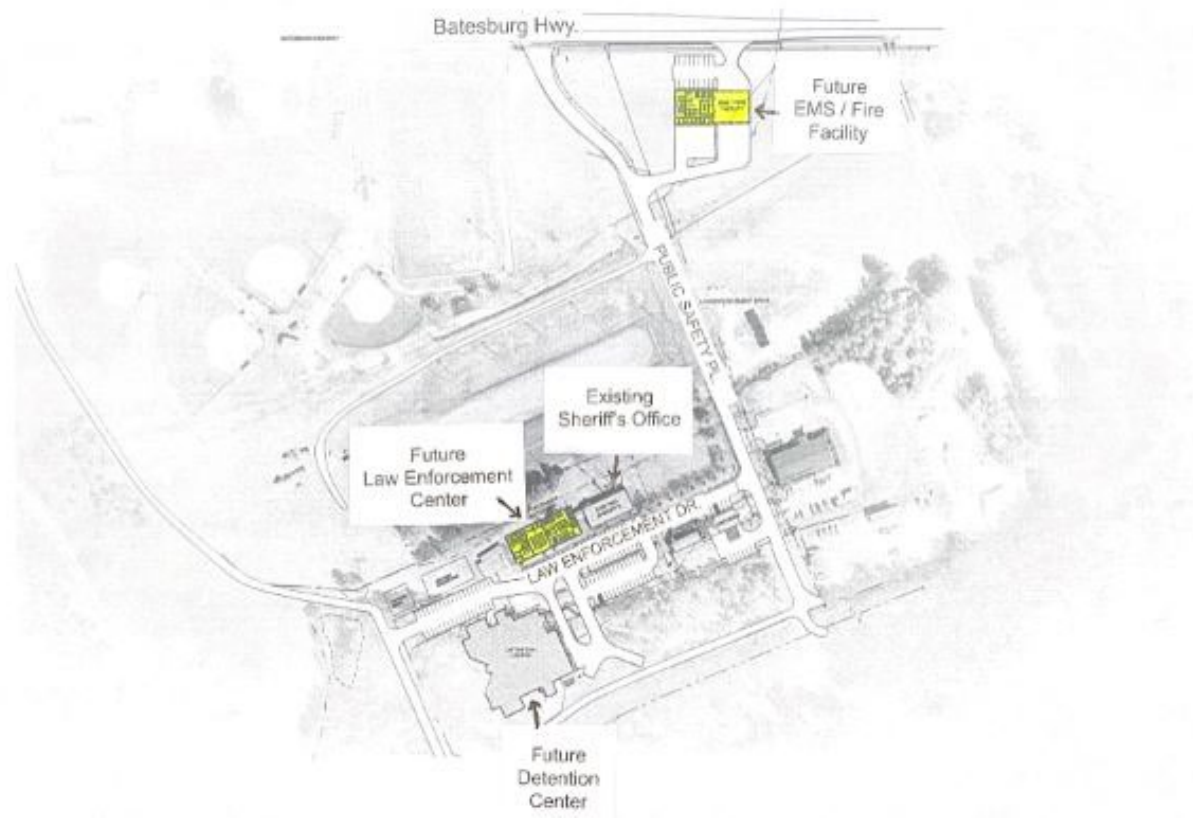 Batesburg Hwy.
Future
EMS / Fire
Facility
PUBLIC SAFETY PL.
Existing
Sheriff's Office
Future
Law Enforcement
Center
LAW ENFORCEMENT DR.
Future
Detention
Center